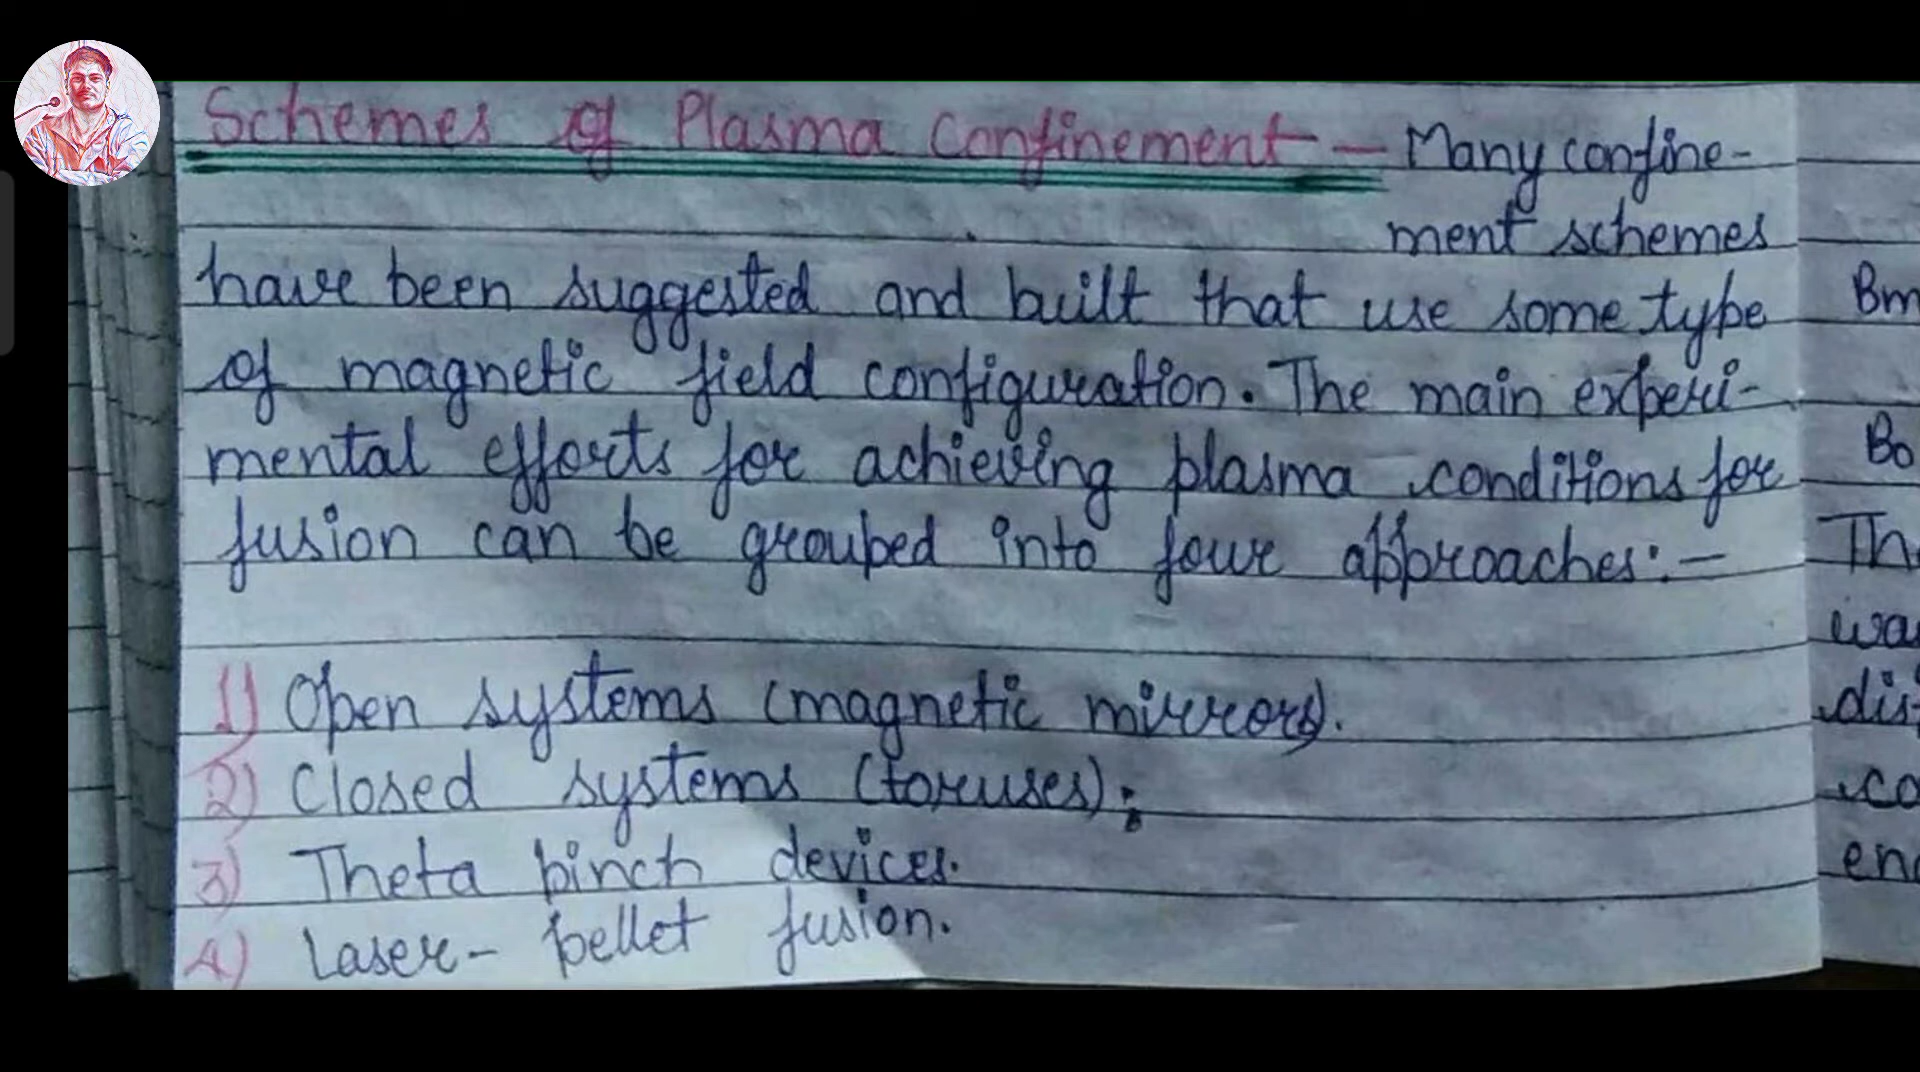 Schemes of Plasma Confinement — Many confine-
ment schemes
have been suggested and built that use some type
of magnetic field configuration. The main experi-
mental efforts for achieving plasma conditions for
fusion can be grouped into four approaches:-
1) Open systems (magnetic mirrors).
2) Closed systems (toruses);
3) Theta pinch devices.
4) Laser- pellet fusion.
Bm
Bo